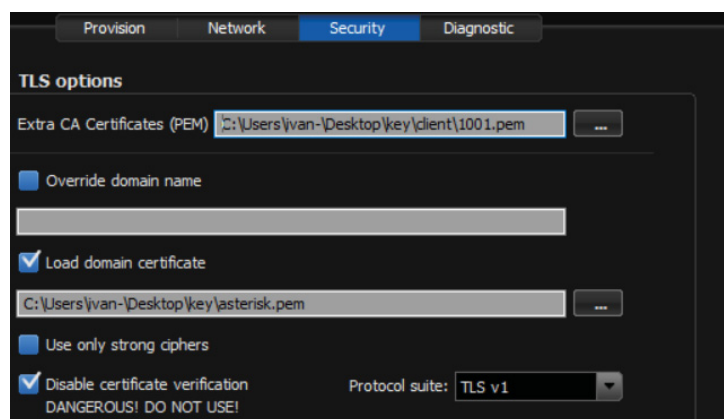 Provision Network Security Diagnostic
TLS options
Extra CA Certificates (PEM) C:\Users\ivan-\Desktop\key\client\1001.pem ...
Override domain name
Load domain certificate
C:\Users\ivan-\Desktop\key\asterisk.pem ...
Use only strong ciphers
Disable certificate verification Protocol suite: TLS v1
DANGEROUS! DO NOT USE!